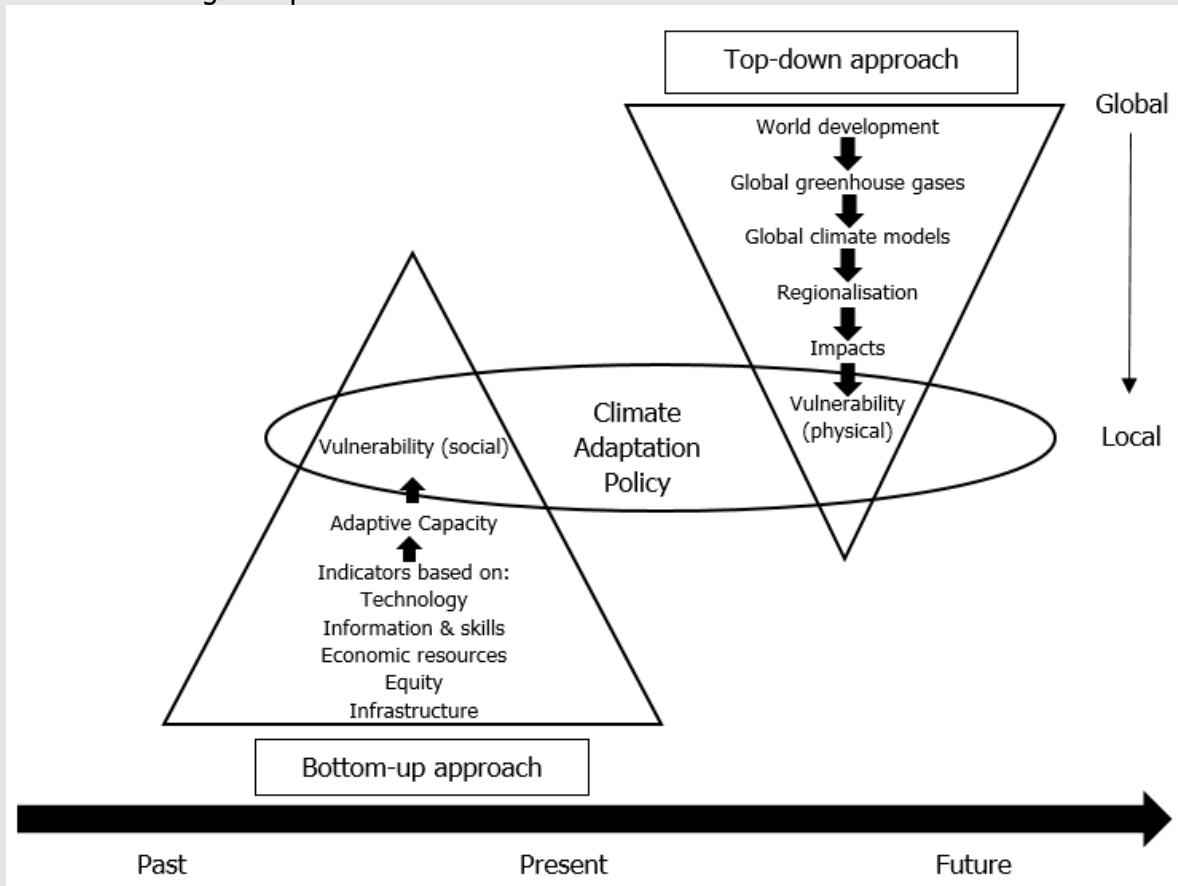 Top-down approach
Global
World development
Global greenhouse gases
Global climate models
Regionalisation
Impacts
Vulnerability
(physical)
Local
Climate
Adaptation
Policy
Vulnerability (social)
Adaptive Capacity
Indicators based on:
Technology
Information & skills
Economic resources
Equity
Infrastructure
Bottom-up approach
Past
Present
Future